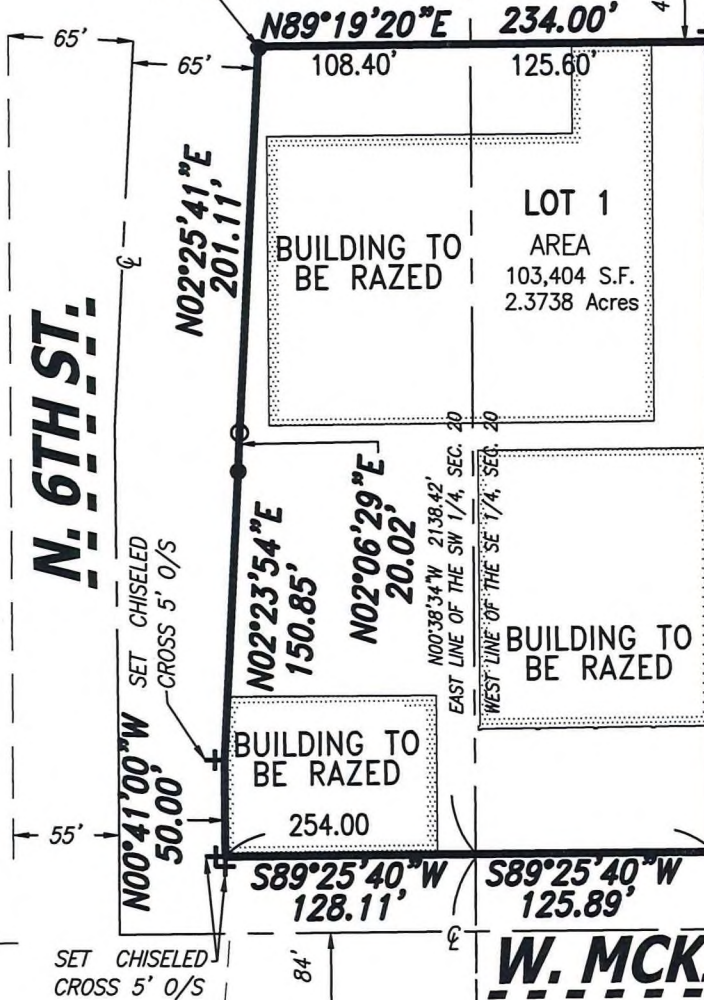 N89°19'20"E 234.00'
65'
65'
108.40'
125.60'
N02°25'41"E
201.11'
LOT 1
AREA
103,404 S.F.
2.3738 Acres
BUILDING TO
BE RAZED
℄
N. 6TH ST.
N02°06'29"E
20.02'
N02°23'54"E
150.85'
N00°38'34"W 2138.42'
EAST LINE OF THE SW 1/4, SEC. 20
WEST LINE OF THE SE 1/4, SEC. 20
SET CHISELED
CROSS 5' O/S
BUILDING TO
BE RAZED
BUILDING TO
BE RAZED
N00°41'00"W
50.00'
55'
254.00
S89°25'40"W
128.11'
S89°25'40"W
125.89'
SET CHISELED
CROSS 5' O/S
84'
℄
W. MCK